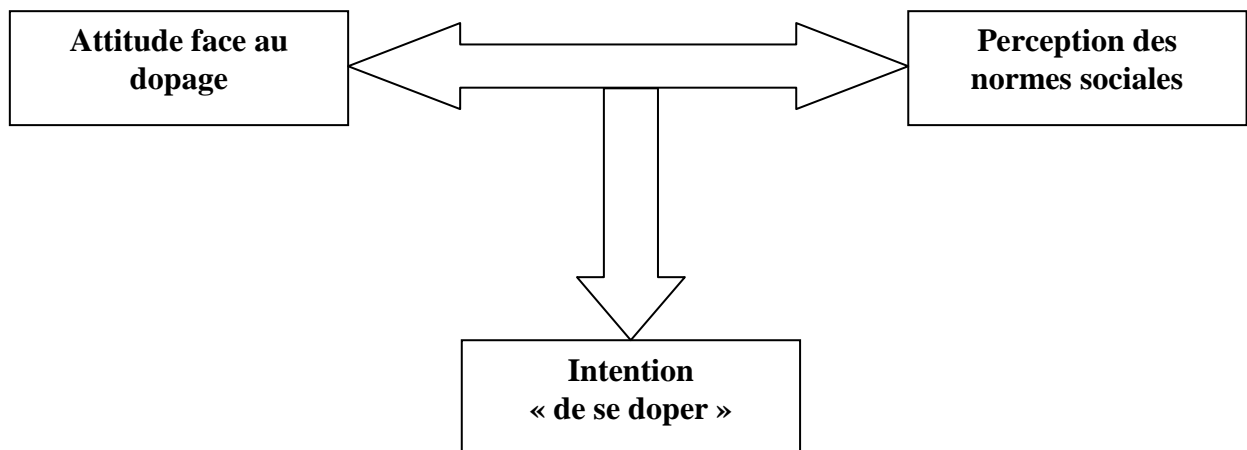 Attitude face au
dopage
Perception des
normes sociales
Intention
« de se doper »